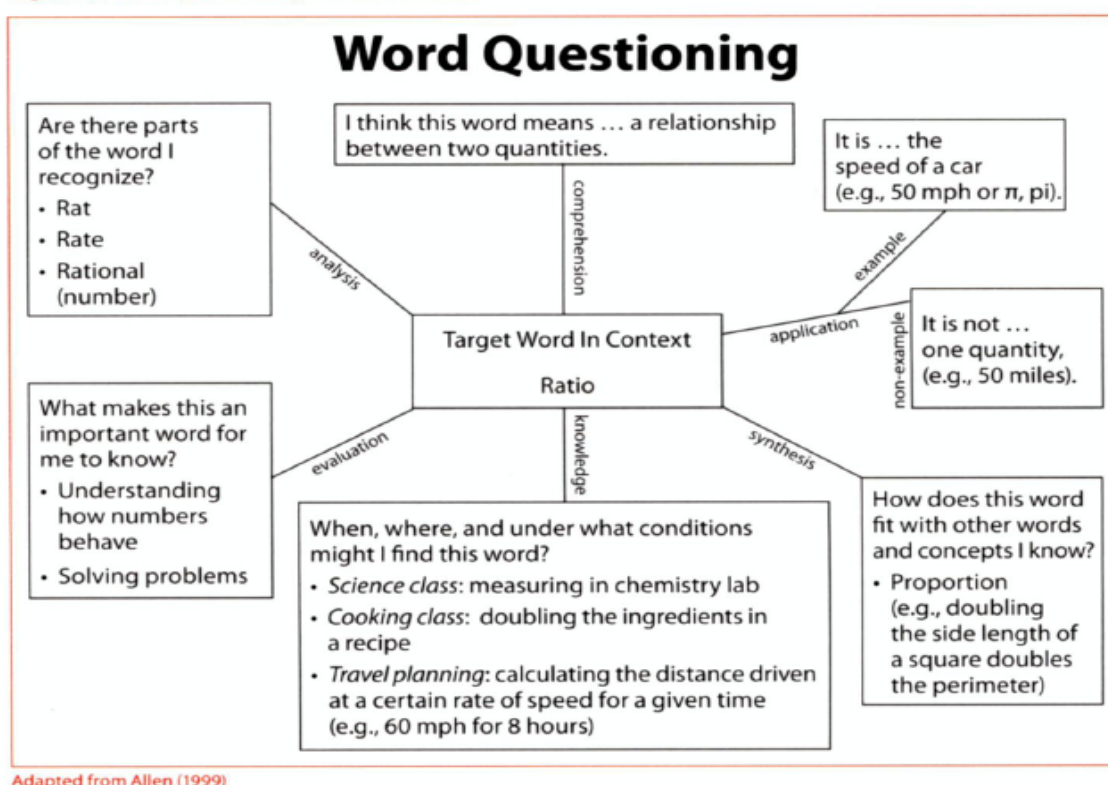 Word Questioning
Are there parts
of the word I
recognize?
• Rat
• Rate
• Rational
(number)
analysis
I think this word means … a relationship
between two quantities.
comprehension
It is … the
speed of a car
(e.g., 50 mph or π, pi).
example
application
non-example
It is not …
one quantity,
(e.g., 50 miles).
Target Word In Context
Ratio
What makes this an
important word for
me to know?
• Understanding
how numbers
behave
• Solving problems
evaluation
knowledge
When, where, and under what conditions
might I find this word?
• Science class: measuring in chemistry lab
• Cooking class: doubling the ingredients in
a recipe
• Travel planning: calculating the distance driven
at a certain rate of speed for a given time
(e.g., 60 mph for 8 hours)
synthesis
How does this word
fit with other words
and concepts I know?
• Proportion
(e.g., doubling
the side length of
a square doubles
the perimeter)
Adapted from Allen (1999)